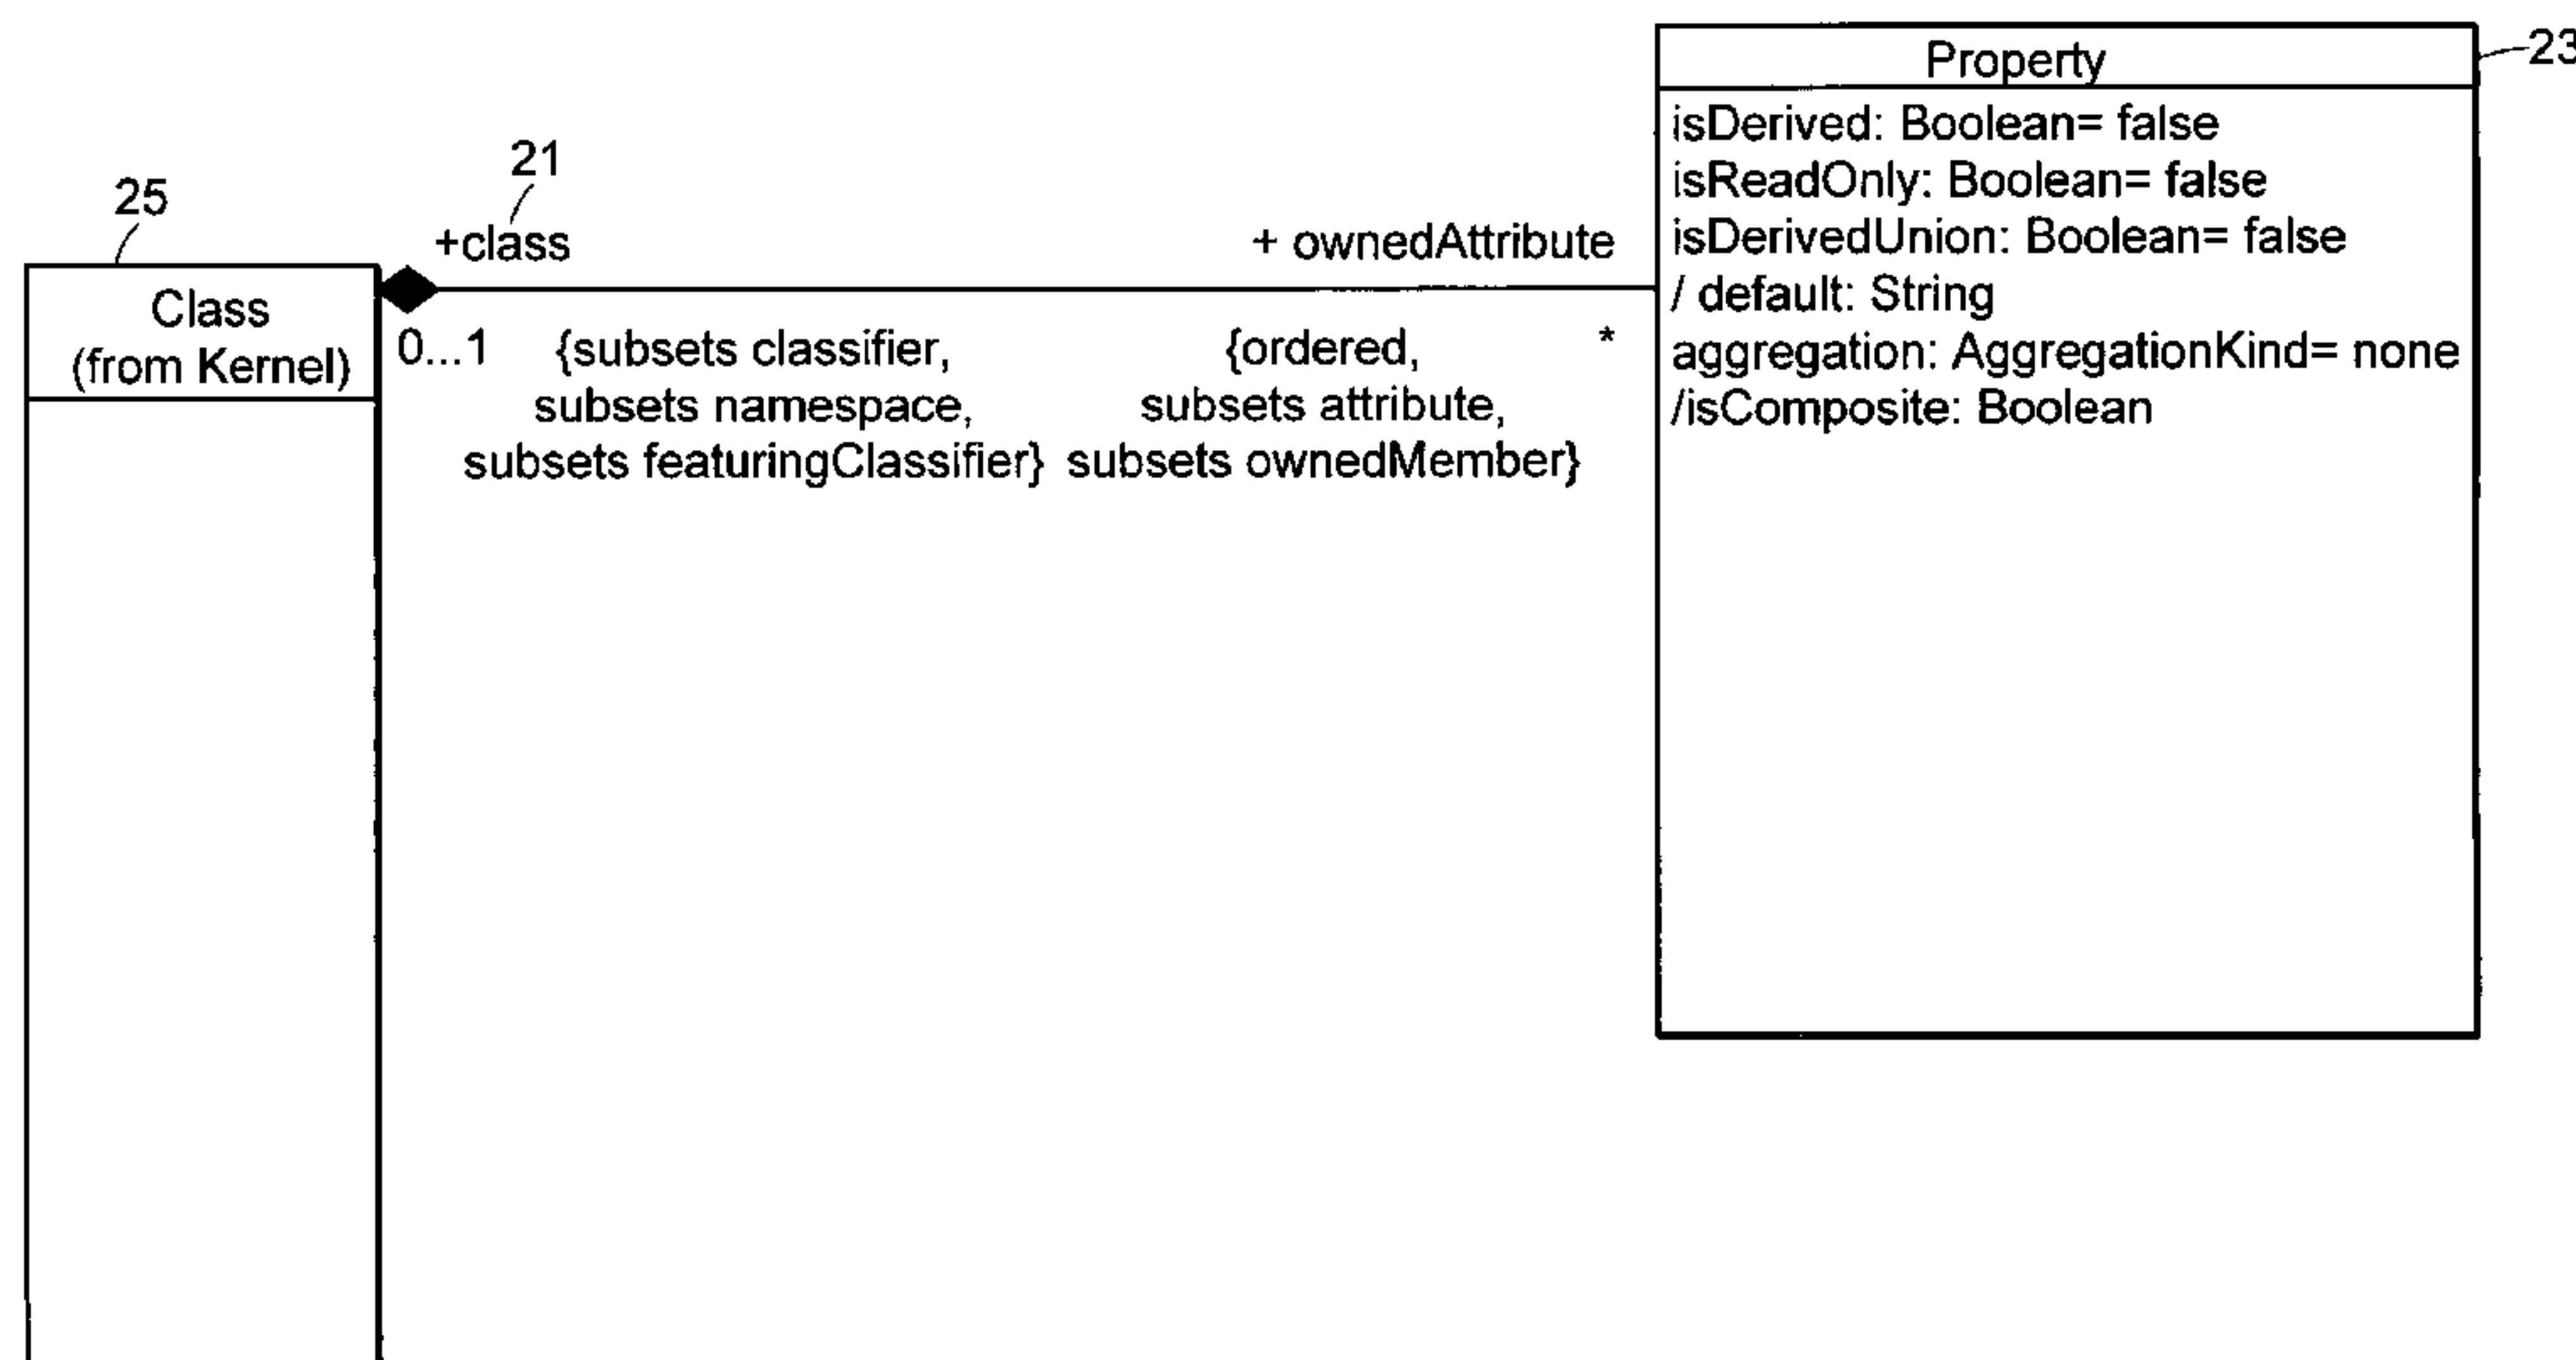 Property
23
isDerived: Boolean= false
isReadOnly: Boolean= false
isDerivedUnion: Boolean= false
/ default: String
aggregation: AggregationKind= none
/isComposite: Boolean
21
25
+class
+ ownedAttribute
Class
(from Kernel)
0...1
{subsets classifier,
subsets namespace,
subsets featuringClassifier}
{ordered,
subsets attribute,
subsets ownedMember}
*